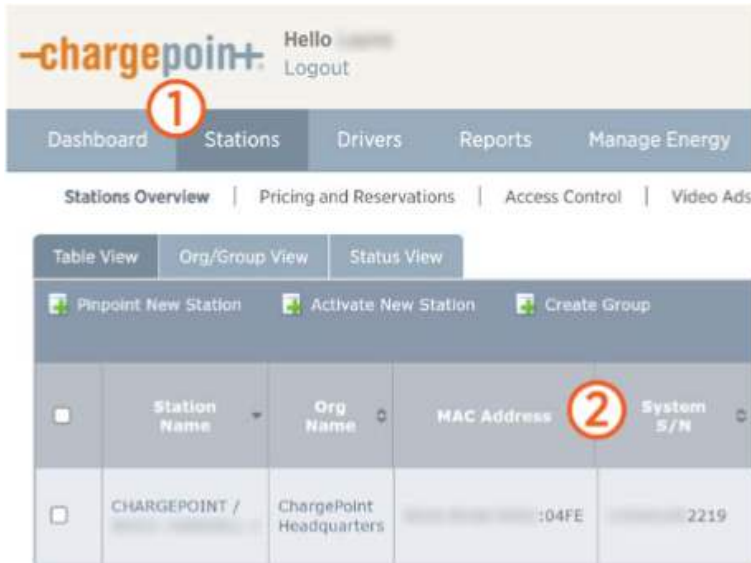 chargepoint
Hello
Logout
1
Dashboard Stations Drivers Reports Manage Energy
Stations Overview | Pricing and Reservations | Access Control | Video Ads
Table View Org/Group View Status View
Pinpoint New Station Activate New Station Create Group
Station Name Org Name MAC Address 2 System S/N
CHARGEPOINT / ChargePoint Headquarters :04FE 2219